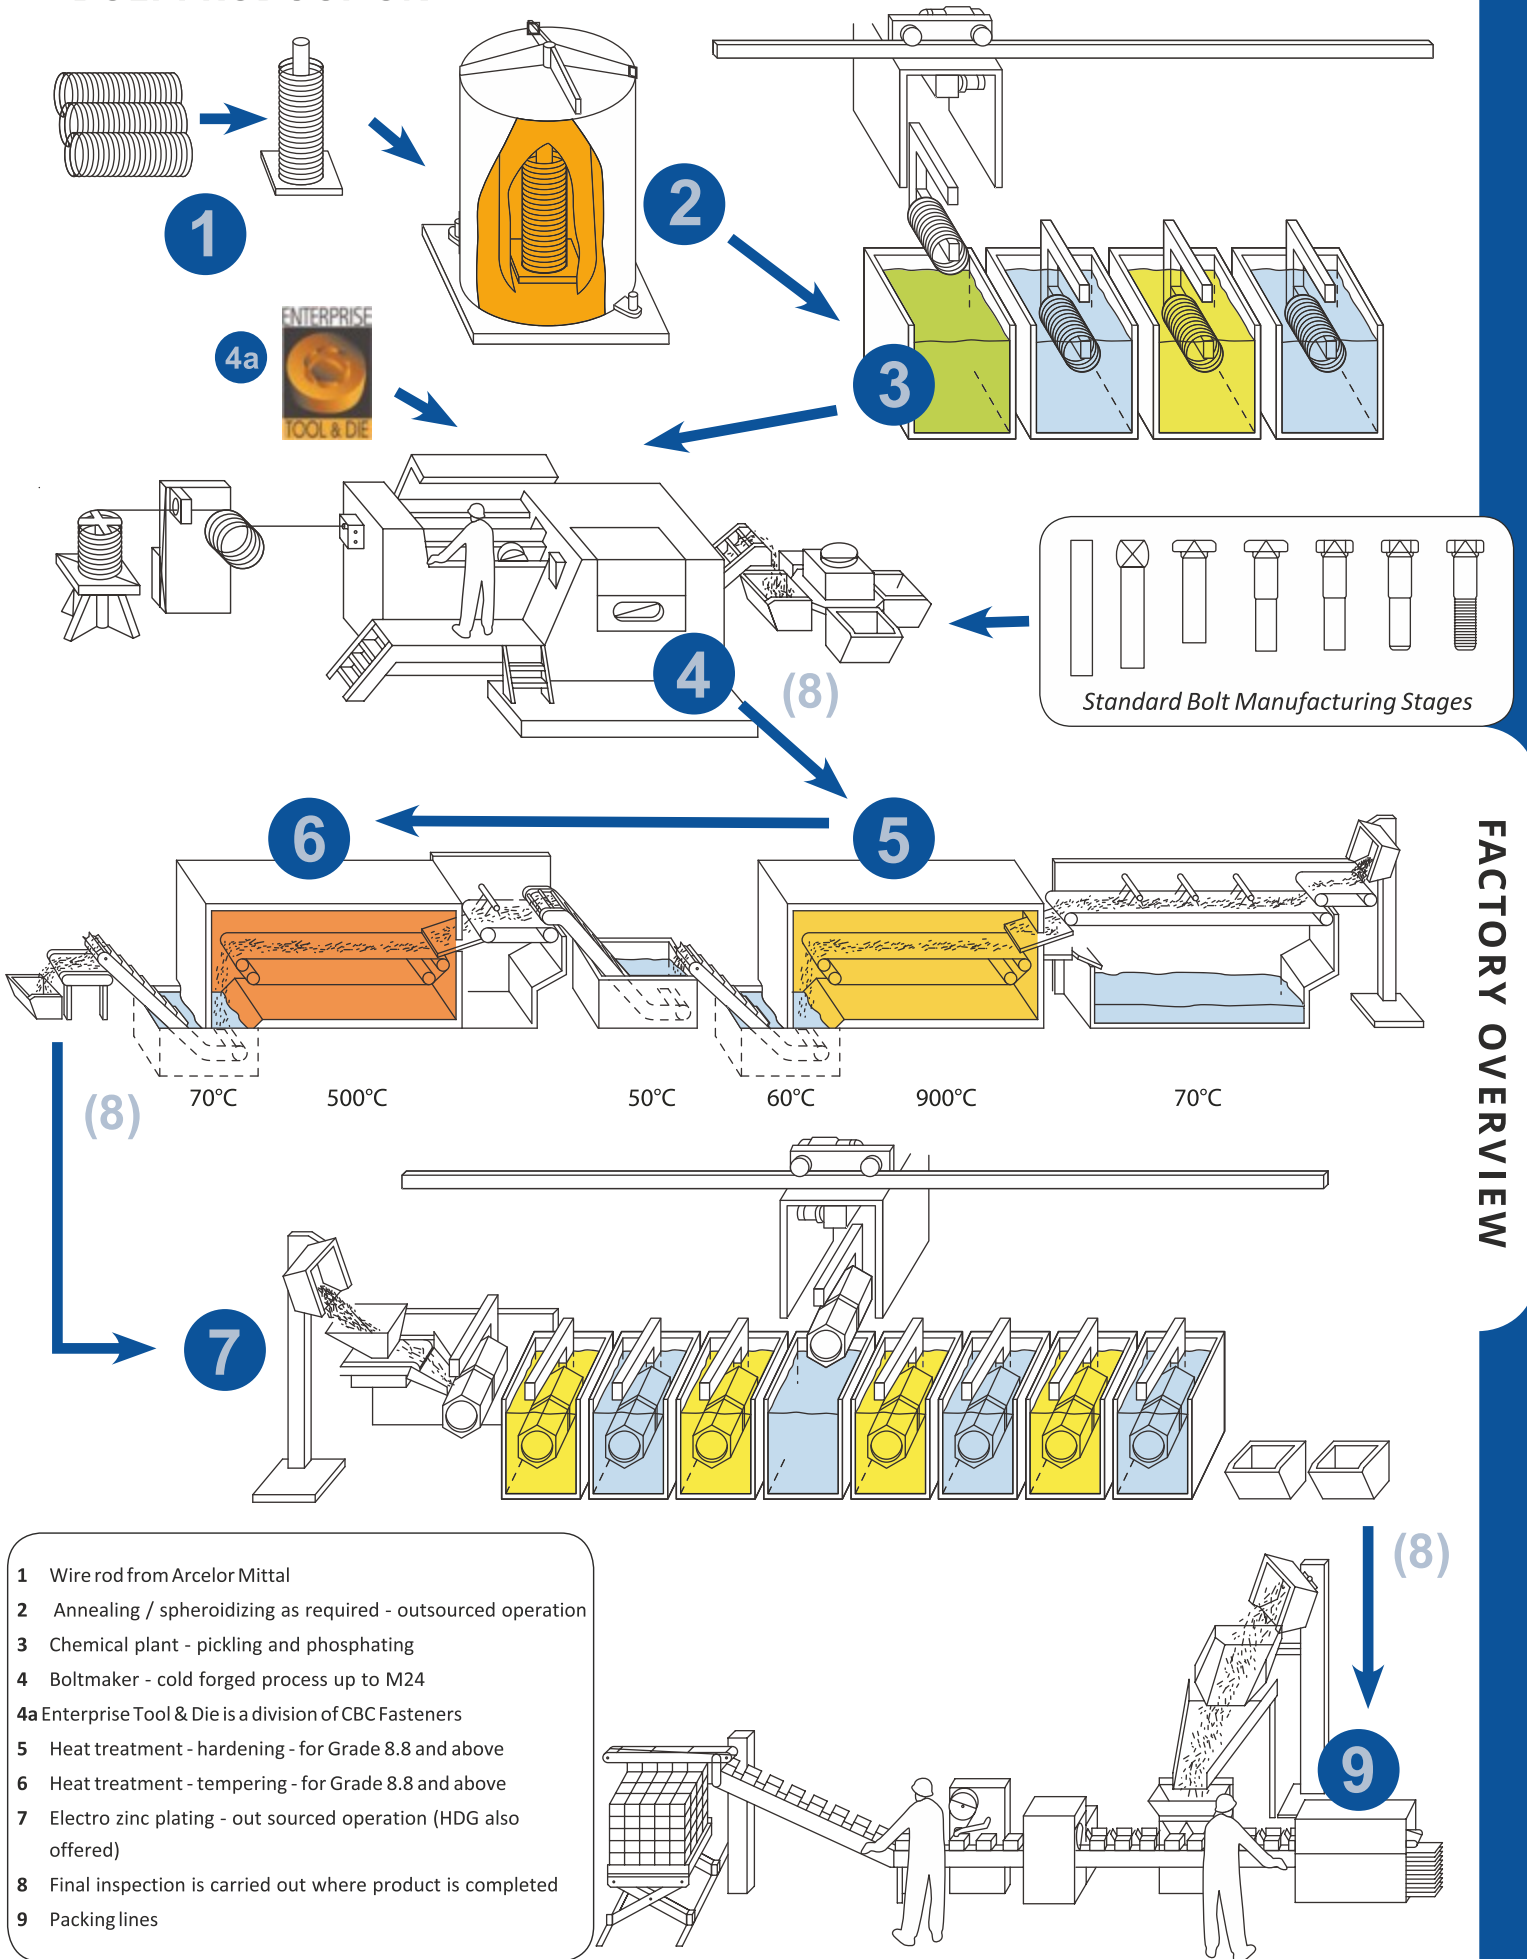 1
2
3
4a
ENTERPRISE
TOOL & DIE
4
(8)
Standard Bolt Manufacturing Stages
6
5
FACTORY OVERVIEW
(8)
70°C
500°C
50°C
60°C
900°C
70°C
7
(8)
9
1 Wire rod from Arcelor Mittal
2 Annealing / spheroidizing as required - outsourced operation
3 Chemical plant - pickling and phosphating
4 Boltmaker - cold forged process up to M24
4a Enterprise Tool & Die is a division of CBC Fasteners
5 Heat treatment - hardening - for Grade 8.8 and above
6 Heat treatment - tempering - for Grade 8.8 and above
7 Electro zinc plating - out sourced operation (HDG also
offered)
8 Final inspection is carried out where product is completed
9 Packing lines